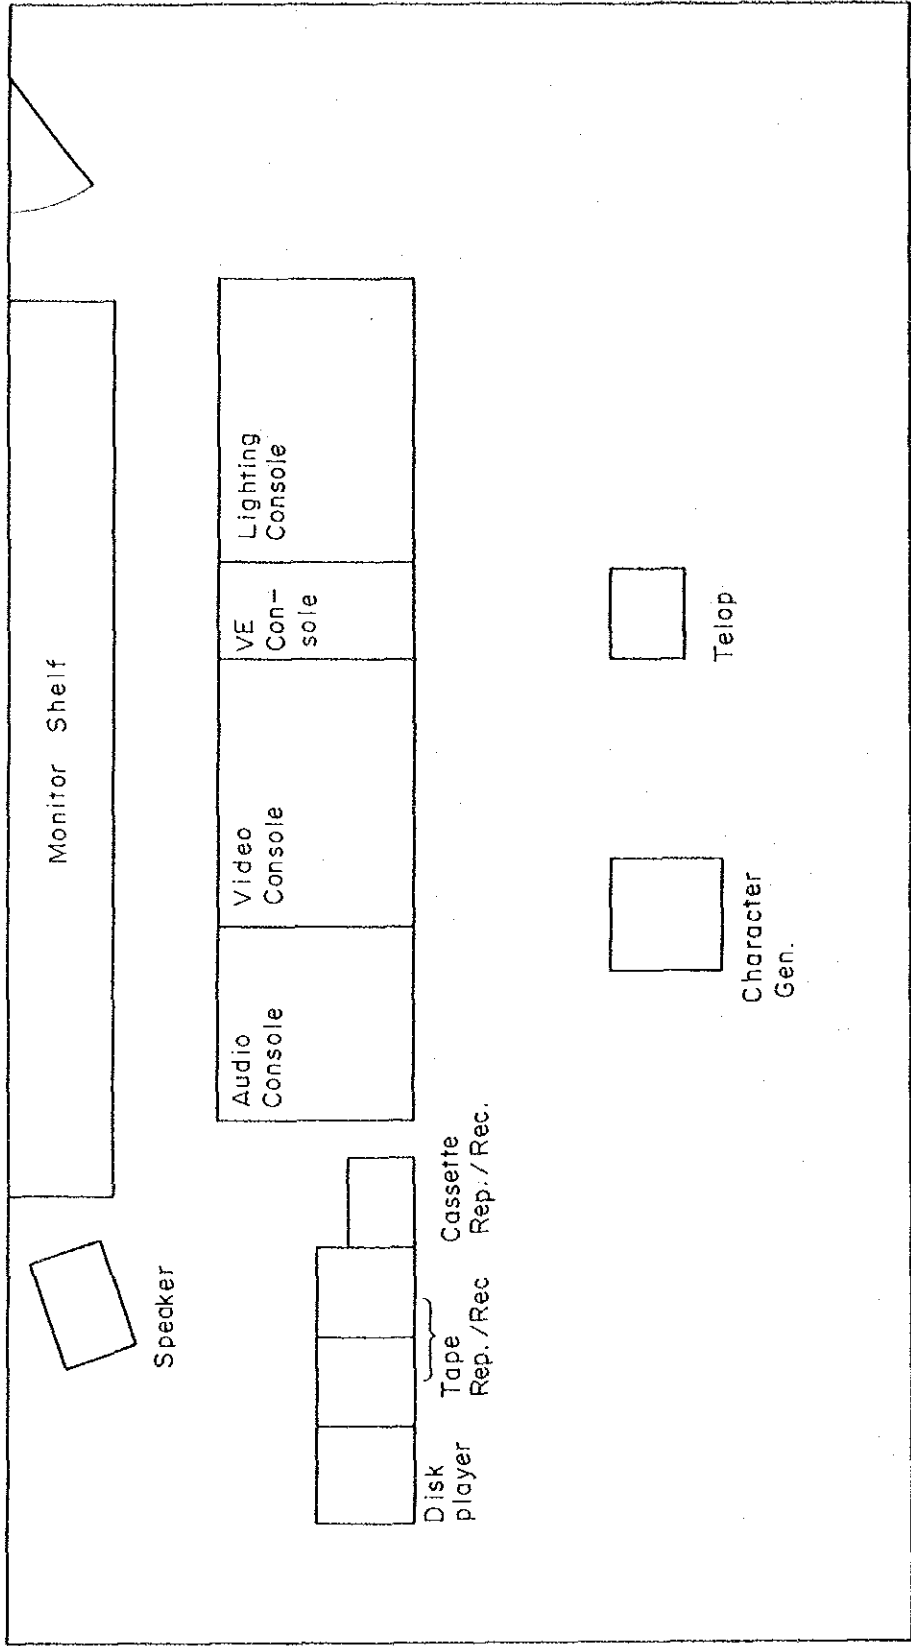 Monitor Shelf
Speaker
Audio
Console
Video
Console
VE
Con-
sole
Lighting
Console
Disk
player
Tape
Rep./Rec
Cassette
Rep./Rec.
Character
Gen.
Telop